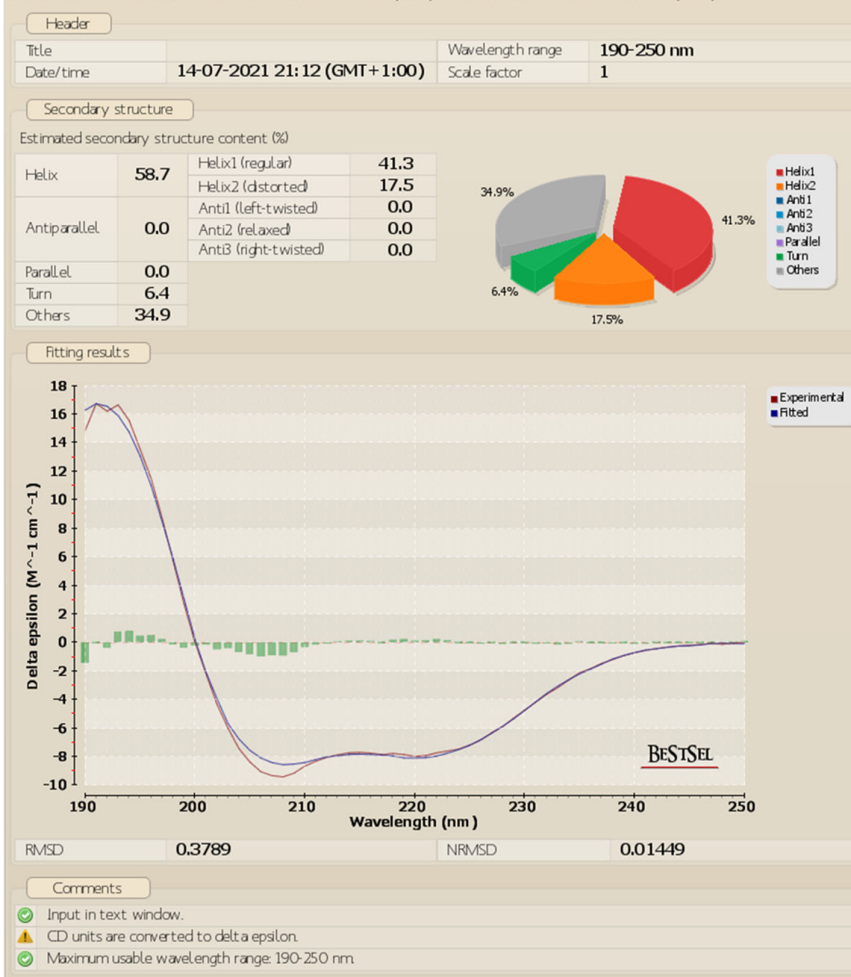 Header
Title Wavelength range 190-250 nm
Date/time 14-07-2021 21:12 (GMT+1:00) Scale factor 1
Secondary structure
Estimated secondary structure content (%)
Helix 58.7 Helix1 (regular) 41.3
Helix2 (distorted) 17.5
Antiparallel 0.0 Anti1 (left-twisted) 0.0
Anti2 (relaxed) 0.0
Anti3 (right-twisted) 0.0
Parallel 0.0
Turn 6.4
Others 34.9
34.9%
41.3%
6.4%
17.5%
Helix1
Helix2
Anti1
Anti2
Anti3
Parallel
Turn
Others
Fitting results
Experimental
Fitted
Delta epsilon (M^-1 cm^-1)
18
16
14
12
10
8
6
4
2
0
-2
-4
-6
-8
-10
BESTSEL
190 200 210 220 230 240 250
Wavelength (nm)
RMSD 0.3789 NRMSD 0.01449
Comments
Input in text window.
CD units are converted to delta epsilon.
Maximum usable wavelength range: 190-250 nm.